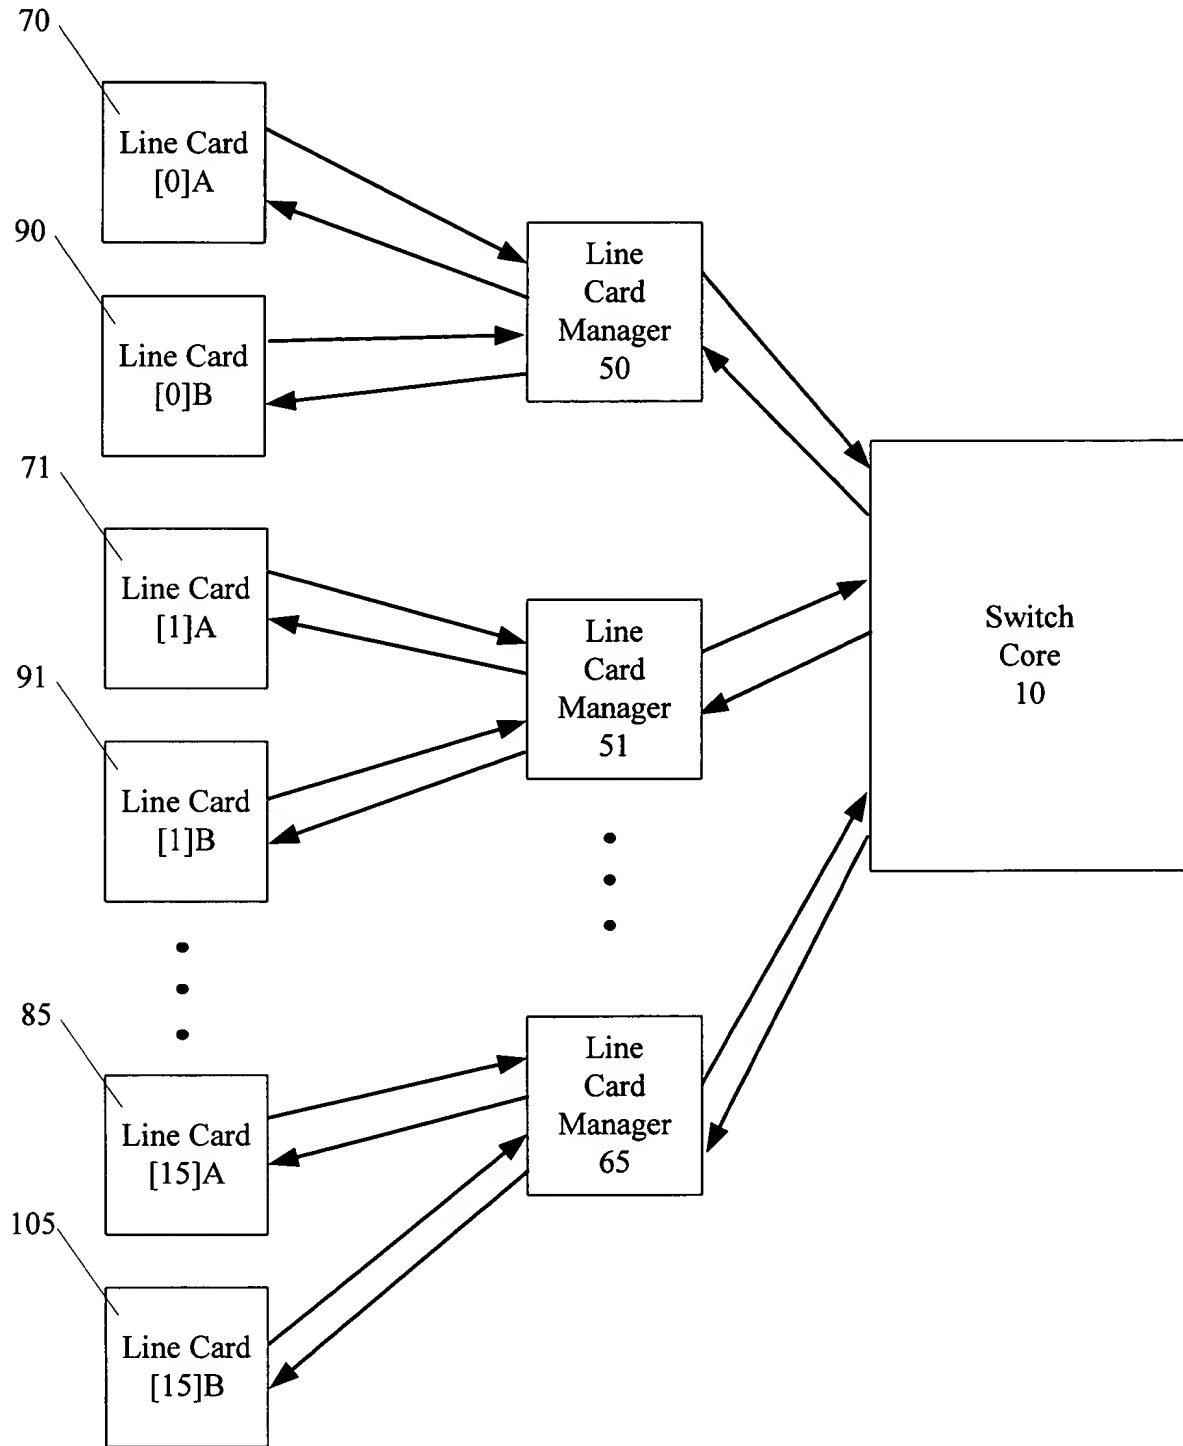 70
Line Card
[0]A
90
Line Card
[0]B
Line
Card
Manager
50
71
Line Card
[1]A
91
Line Card
[1]B
Line
Card
Manager
51
Switch
Core
10
85
Line Card
[15]A
105
Line Card
[15]B
Line
Card
Manager
65